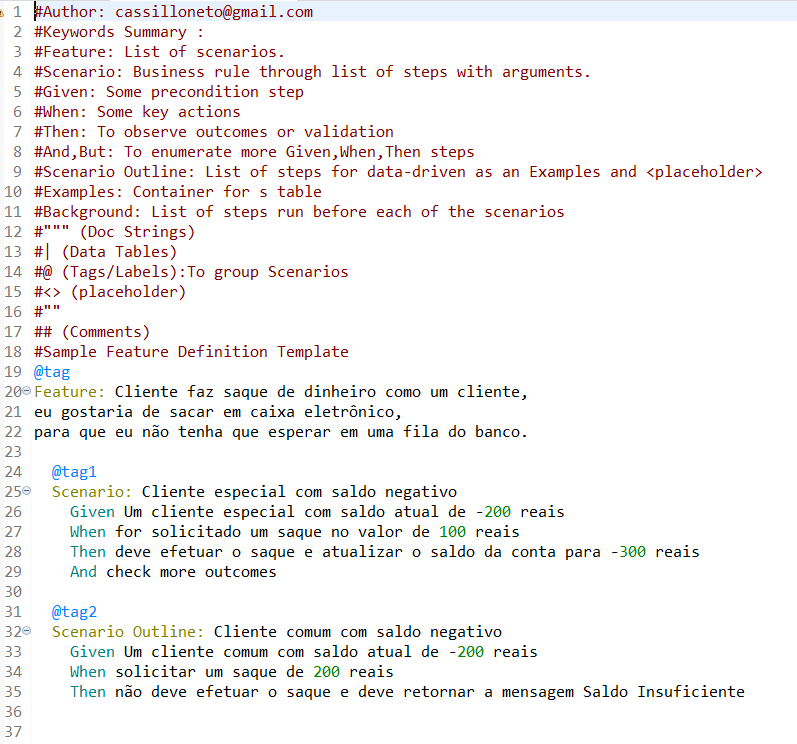 1 #Author: cassilloneto@gmail.com
2 #Keywords Summary :
3 #Feature: List of scenarios.
4 #Scenario: Business rule through list of steps with arguments.
5 #Given: Some precondition step
6 #When: Some key actions
7 #Then: To observe outcomes or validation
8 #And,But: To enumerate more Given,When,Then steps
9 #Scenario Outline: List of steps for data-driven as an Examples and <placeholder>
10 #Examples: Container for s table
11 #Background: List of steps run before each of the scenarios
12 #""" (Doc Strings)
13 #| (Data Tables)
14 #@ (Tags/Labels):To group Scenarios
15 #<> (placeholder)
16 #""
17 ## (Comments)
18 #Sample Feature Definition Template
19 @tag
20 Feature: Cliente faz saque de dinheiro como um cliente,
21 eu gostaria de sacar em caixa eletrônico,
22 para que eu não tenha que esperar em uma fila do banco.
23
24 @tag1
25 Scenario: Cliente especial com saldo negativo
26 Given Um cliente especial com saldo atual de -200 reais
27 When for solicitado um saque no valor de 100 reais
28 Then deve efetuar o saque e atualizar o saldo da conta para -300 reais
29 And check more outcomes
30
31 @tag2
32 Scenario Outline: Cliente comum com saldo negativo
33 Given Um cliente comum com saldo atual de -200 reais
34 When solicitar um saque de 200 reais
35 Then não deve efetuar o saque e deve retornar a mensagem Saldo Insuficiente
36
37